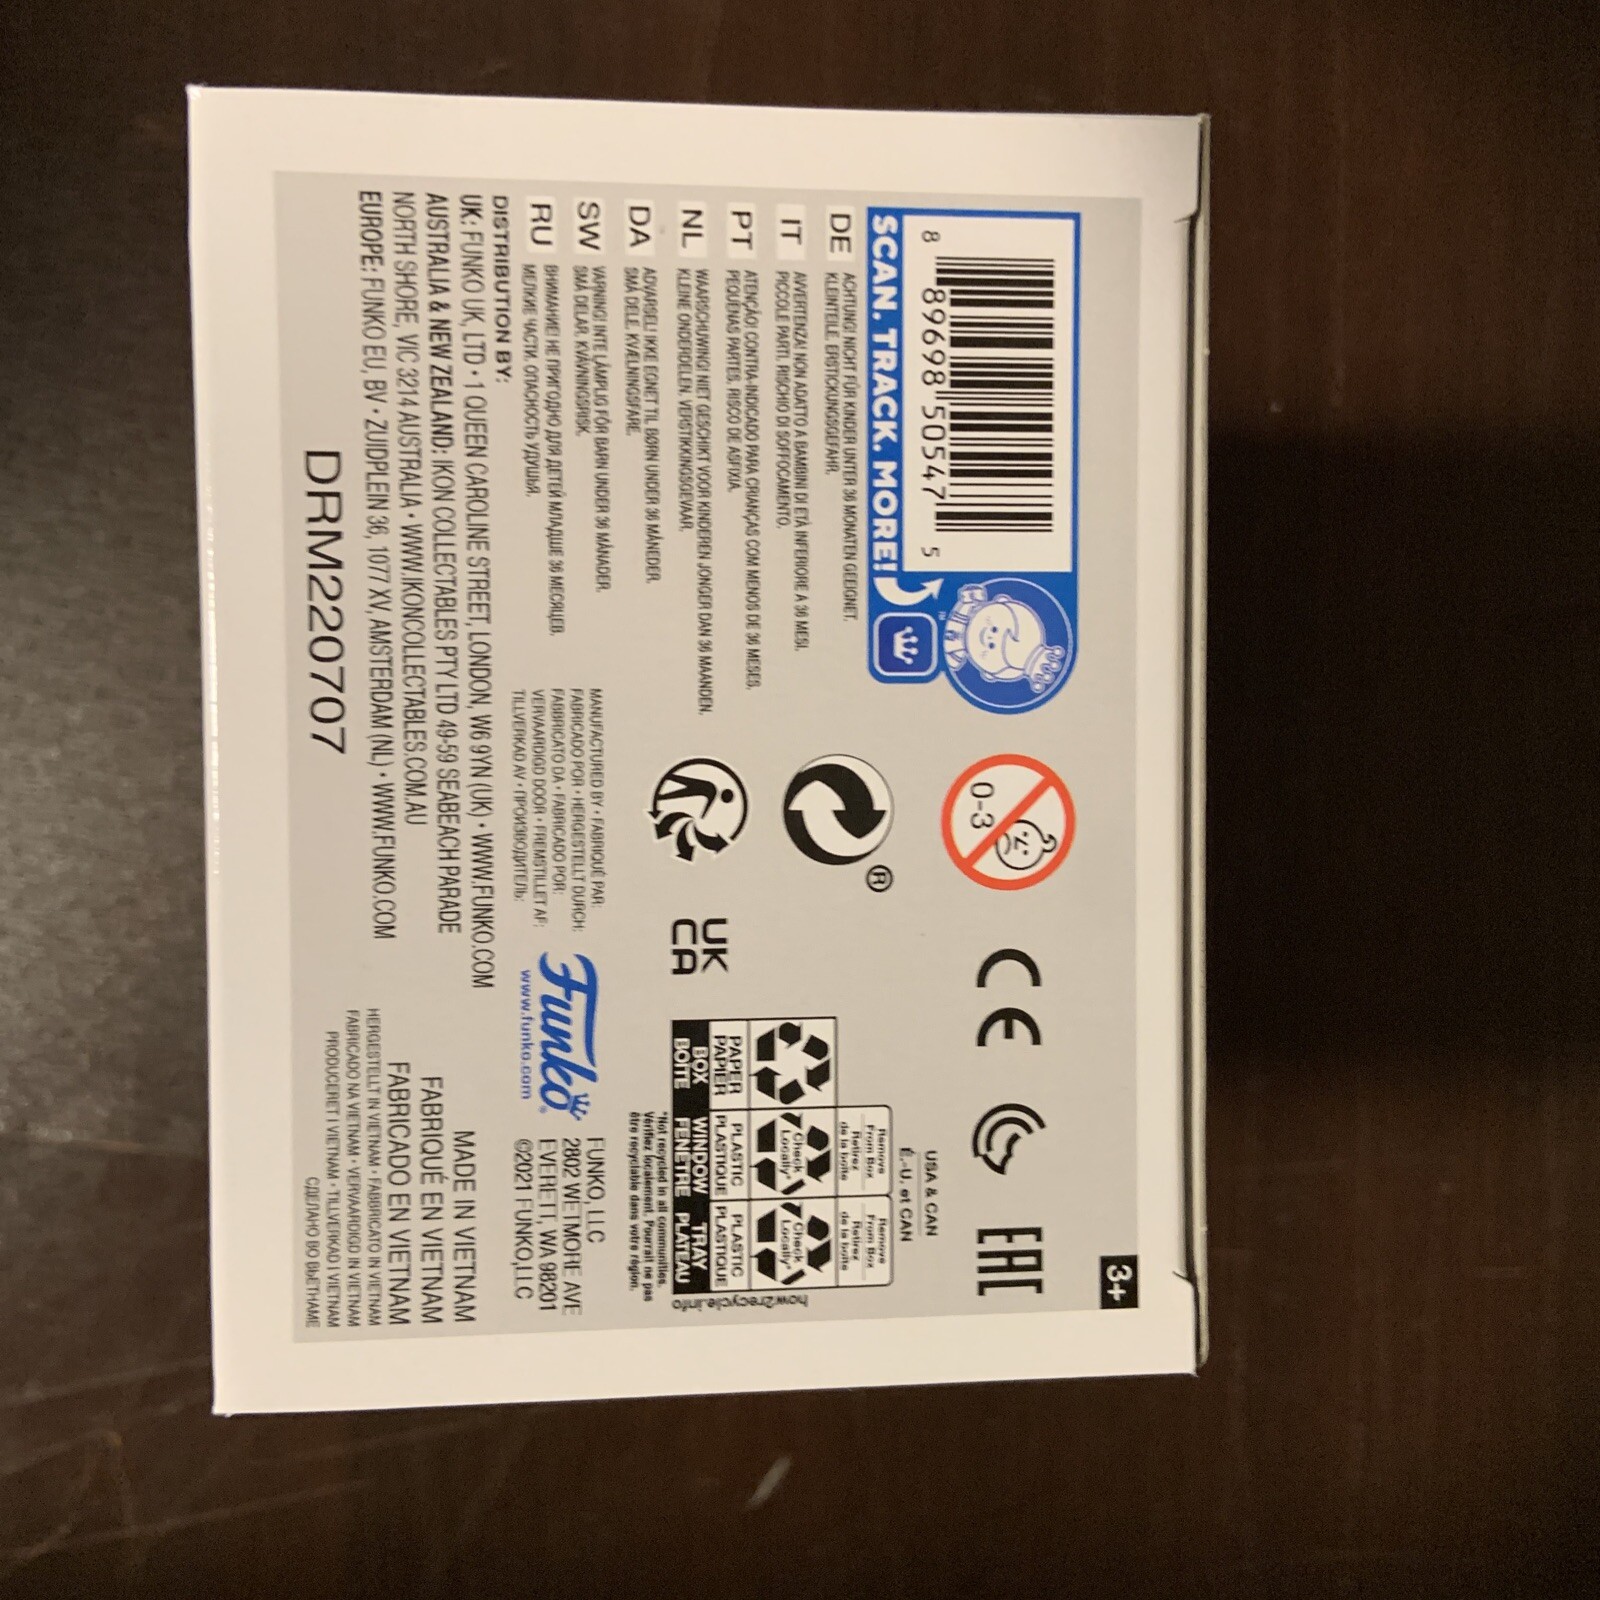 3+
8 89698 50547 5
SCAN. TRACK. MORE!
TM
0-3
CE
EAC
DE ACHTUNG! NICHT FÜR KINDER UNTER 36 MONATEN GEEIGNET.
KLEINTEILE. ERSTICKUNGSGEFAHR.
IT AVVERTENZA! NON ADATTO A BAMBINI DI ETÀ INFERIORE A 36 MESI.
PICCOLE PARTI. RISCHIO DI SOFFOCAMENTO.
PT ATENÇÃO! CONTRA-INDICADO PARA CRIANÇAS COM MENOS DE 36 MESES.
PEQUENAS PARTES. RISCO DE ASFIXIA.
NL WAARSCHUWING! NIET GESCHIKT VOOR KINDEREN JONGER DAN 36 MAANDEN.
KLEINE ONDERDELEN. VERSTIKKINGSGEVAAR.
DA ADVARSEL! IKKE EGNET TIL BØRN UNDER 36 MÅNEDER.
SMÅ DELE. KVÆLNINGSFARE.
SW VARNING! INTE LÄMPLIG FÖR BARN UNDER 36 MÅNADER.
SMÅ DELAR. KVÄVNINGSRISK.
RU ВНИМАНИЕ! НЕ ПРИГОДНО ДЛЯ ДЕТЕЙ МЛАДШЕ 36 МЕСЯЦЕВ.
МЕЛКИЕ ЧАСТИ. ОПАСНОСТЬ УДУШЬЯ.
®
UK
CA
USA & CAN
É.-U. et CAN
Remove
From Box
Retirez
de la boîte
Remove
From Box
Retirez
de la boîte
Check
Locally*
Check
Locally*
PAPER
PAPIER
PLASTIC
PLASTIQUE
PLASTIC
PLASTIQUE
BOX
BOÎTE
WINDOW
FENÊTRE
TRAY
PLATEAU
how2recycle.info
*Not recycled in all communities.
Vérifiez localement. Pourrait ne pas
être recyclable dans votre région.
MANUFACTURED BY • FABRIQUÉ PAR:
FABRICADO POR • HERGESTELLT DURCH:
FABBRICATO DA • FABRICADO POR:
VERVAARDIGD DOOR • FREMSTILLET AF:
TILLVERKAD AV • ПРОИЗВОДИТЕЛЬ:
Funko®
www.funko.com
FUNKO, LLC
2802 WETMORE AVE
EVERETT, WA 98201
©2021 FUNKO, LLC
DISTRIBUTION BY:
UK: FUNKO UK, LTD • 1 QUEEN CAROLINE STREET, LONDON, W6 9YN (UK) • WWW.FUNKO.COM
AUSTRALIA & NEW ZEALAND: IKON COLLECTABLES PTY LTD 49-59 SEABEACH PARADE
NORTH SHORE, VIC 3214 AUSTRALIA • WWW.IKONCOLLECTABLES.COM.AU
EUROPE: FUNKO EU, BV • ZUIDPLEIN 36, 1077 XV, AMSTERDAM (NL) • WWW.FUNKO.COM
MADE IN VIETNAM
FABRIQUÉ EN VIETNAM
FABRICADO EN VIETNAM
HERGESTELLT IN VIETNAM • FABBRICATO IN VIETNAM
FABRICADO NA VIETNAM • VERVAARDIGD IN VIETNAM
PRODUCERET I VIETNAM • TILLVERKAD I VIETNAM
СДЕЛАНО ВО ВЬЕТНАМЕ
DRM220707